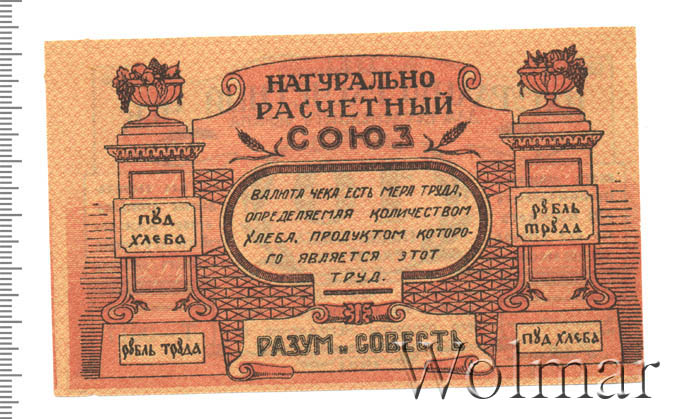 НАТУРАЛЬНО
РАСЧЕТНЫЙ
СОЮЗ
ВАЛЮТА ЧЕКА ЕСТЬ МЕРА ТРУДА,
ОПРЕДЕЛЯЕМАЯ КОЛИЧЕСТВОМ
ХЛЕБА, ПРОДУКТОМ КОТОРО-
ГО ЯВЛЯЕТСЯ ЭТОТ
ТРУД.
ПУД
ХЛЕБА
РУБЛЬ
ТРУДА
РУБЛЬ ТРУДА
РАЗУМ и СОВЕСТЬ
ПУД ХЛЕБА
Wolmar